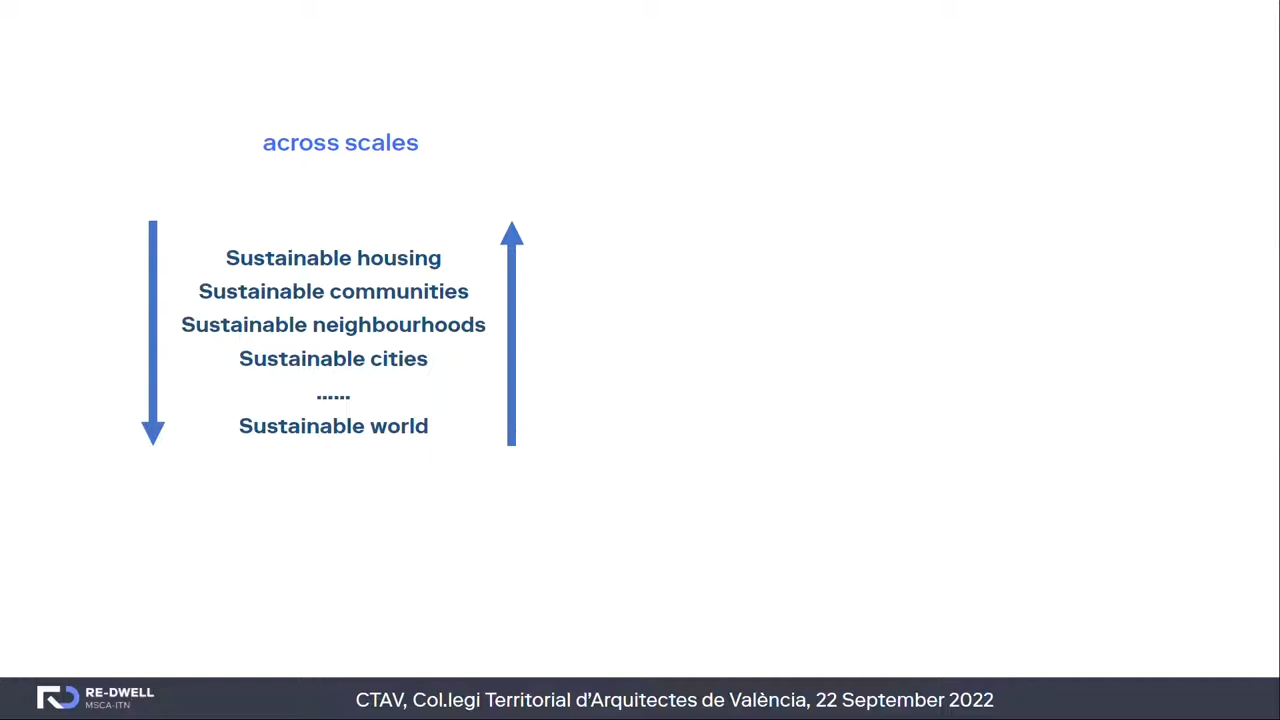 across scales
Sustainable housing
Sustainable communities
Sustainable neighbourhoods
Sustainable cities
......
Sustainable world
RE-DWELL
MSCA-ITN
CTAV, Col.legi Territorial d'Arquitectes de València, 22 September 2022